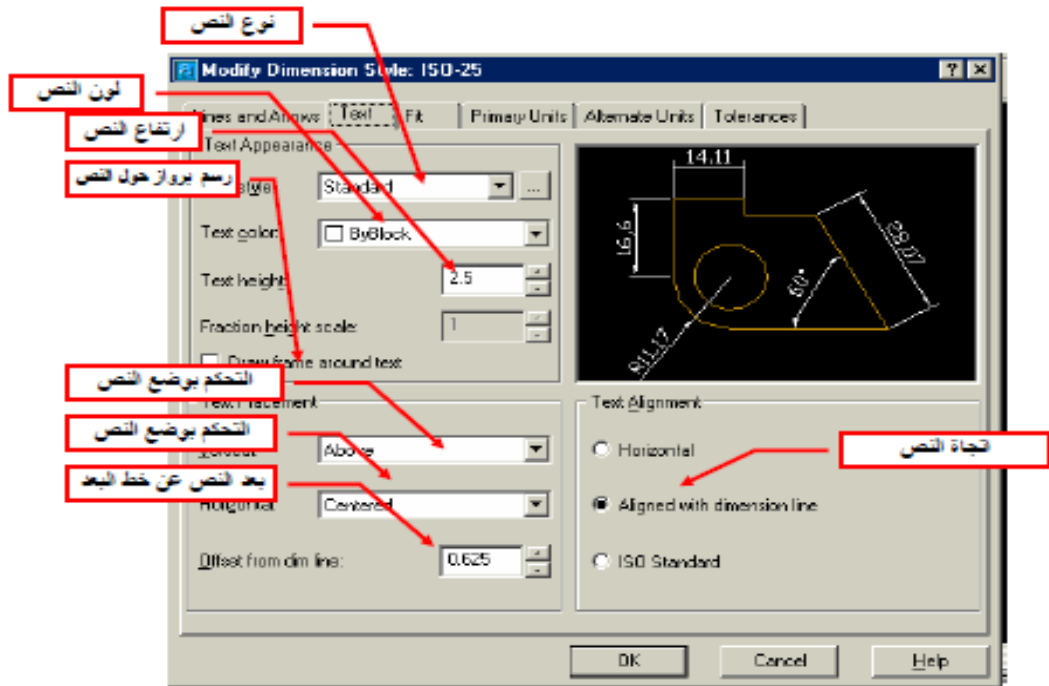 نوع النص
Modify Dimension Style: ISO-25
لون النص
Lines and Arrows Text Fit Primary Units Alternate Units Tolerances
ارتفاع النص
Text Appearance
رسم برواز حول النص
Standard ...
Text color: ByBlock
Text height: 2.5
Fraction height scale: 1
Draw frame around text
14,11
16,6
28,07
60°
R11,17
التحكم بوضع النص
Text Placement
Above
التحكم بوضع النص
Horizontal Centered
بعد النص عن خط البعد
Offset from dim line: 0.625
Text Alignment
Horizontal
اتجاة النص
Aligned with dimension line
ISO Standard
OK Cancel Help